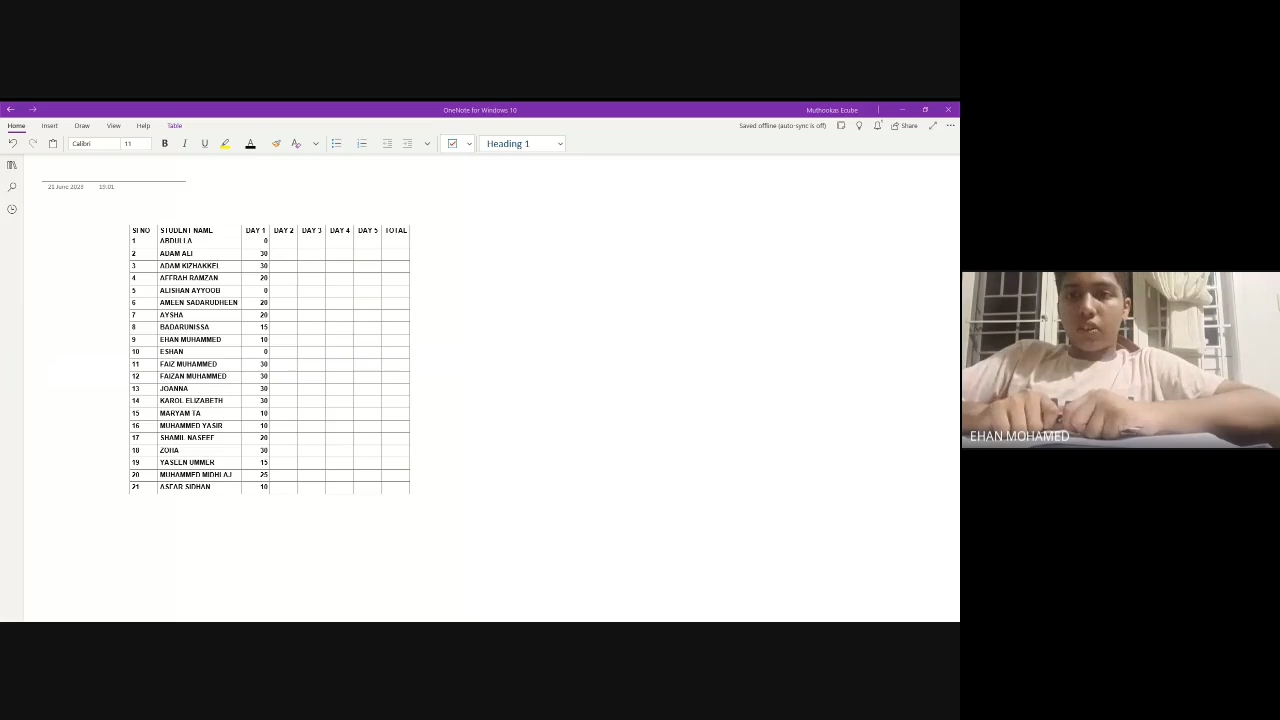 OneNote for Windows 10
Muthookas Ecube
Home Insert Draw View Help Table
Saved offline (auto-sync is off)
Share
Calibri 11 B I U A Heading 1
21 June 2023 19.01
SI NO STUDENT NAME DAY 1 DAY 2 DAY 3 DAY 4 DAY 5 TOTAL
1 ABDULLA 0
2 ADAM ALI 30
3 ADAM KIZHAKKEL 30
4 AFFRAH RAMZAN 20
5 ALISHAN AYYOOB 0
6 AMEEN SADARUDHEEN 20
7 AYSHA 20
8 BADARUNISSA 15
9 EHAN MUHAMMED 10
10 ESHAN 0
11 FAIZ MUHAMMED 30
12 FAIZAN MUHAMMED 30
13 JOANNA 30
14 KAROL ELIZABETH 30
15 MARYAM TA 10
16 MUHAMMED YASIR 10
17 SHAMIL NASEEF 20
18 ZOHA 30
19 YASEEN UMMER 15
20 MUHAMMED MIDHLAJ 25
21 ASFAR SIDHAN 10
EHAN MOHAMED